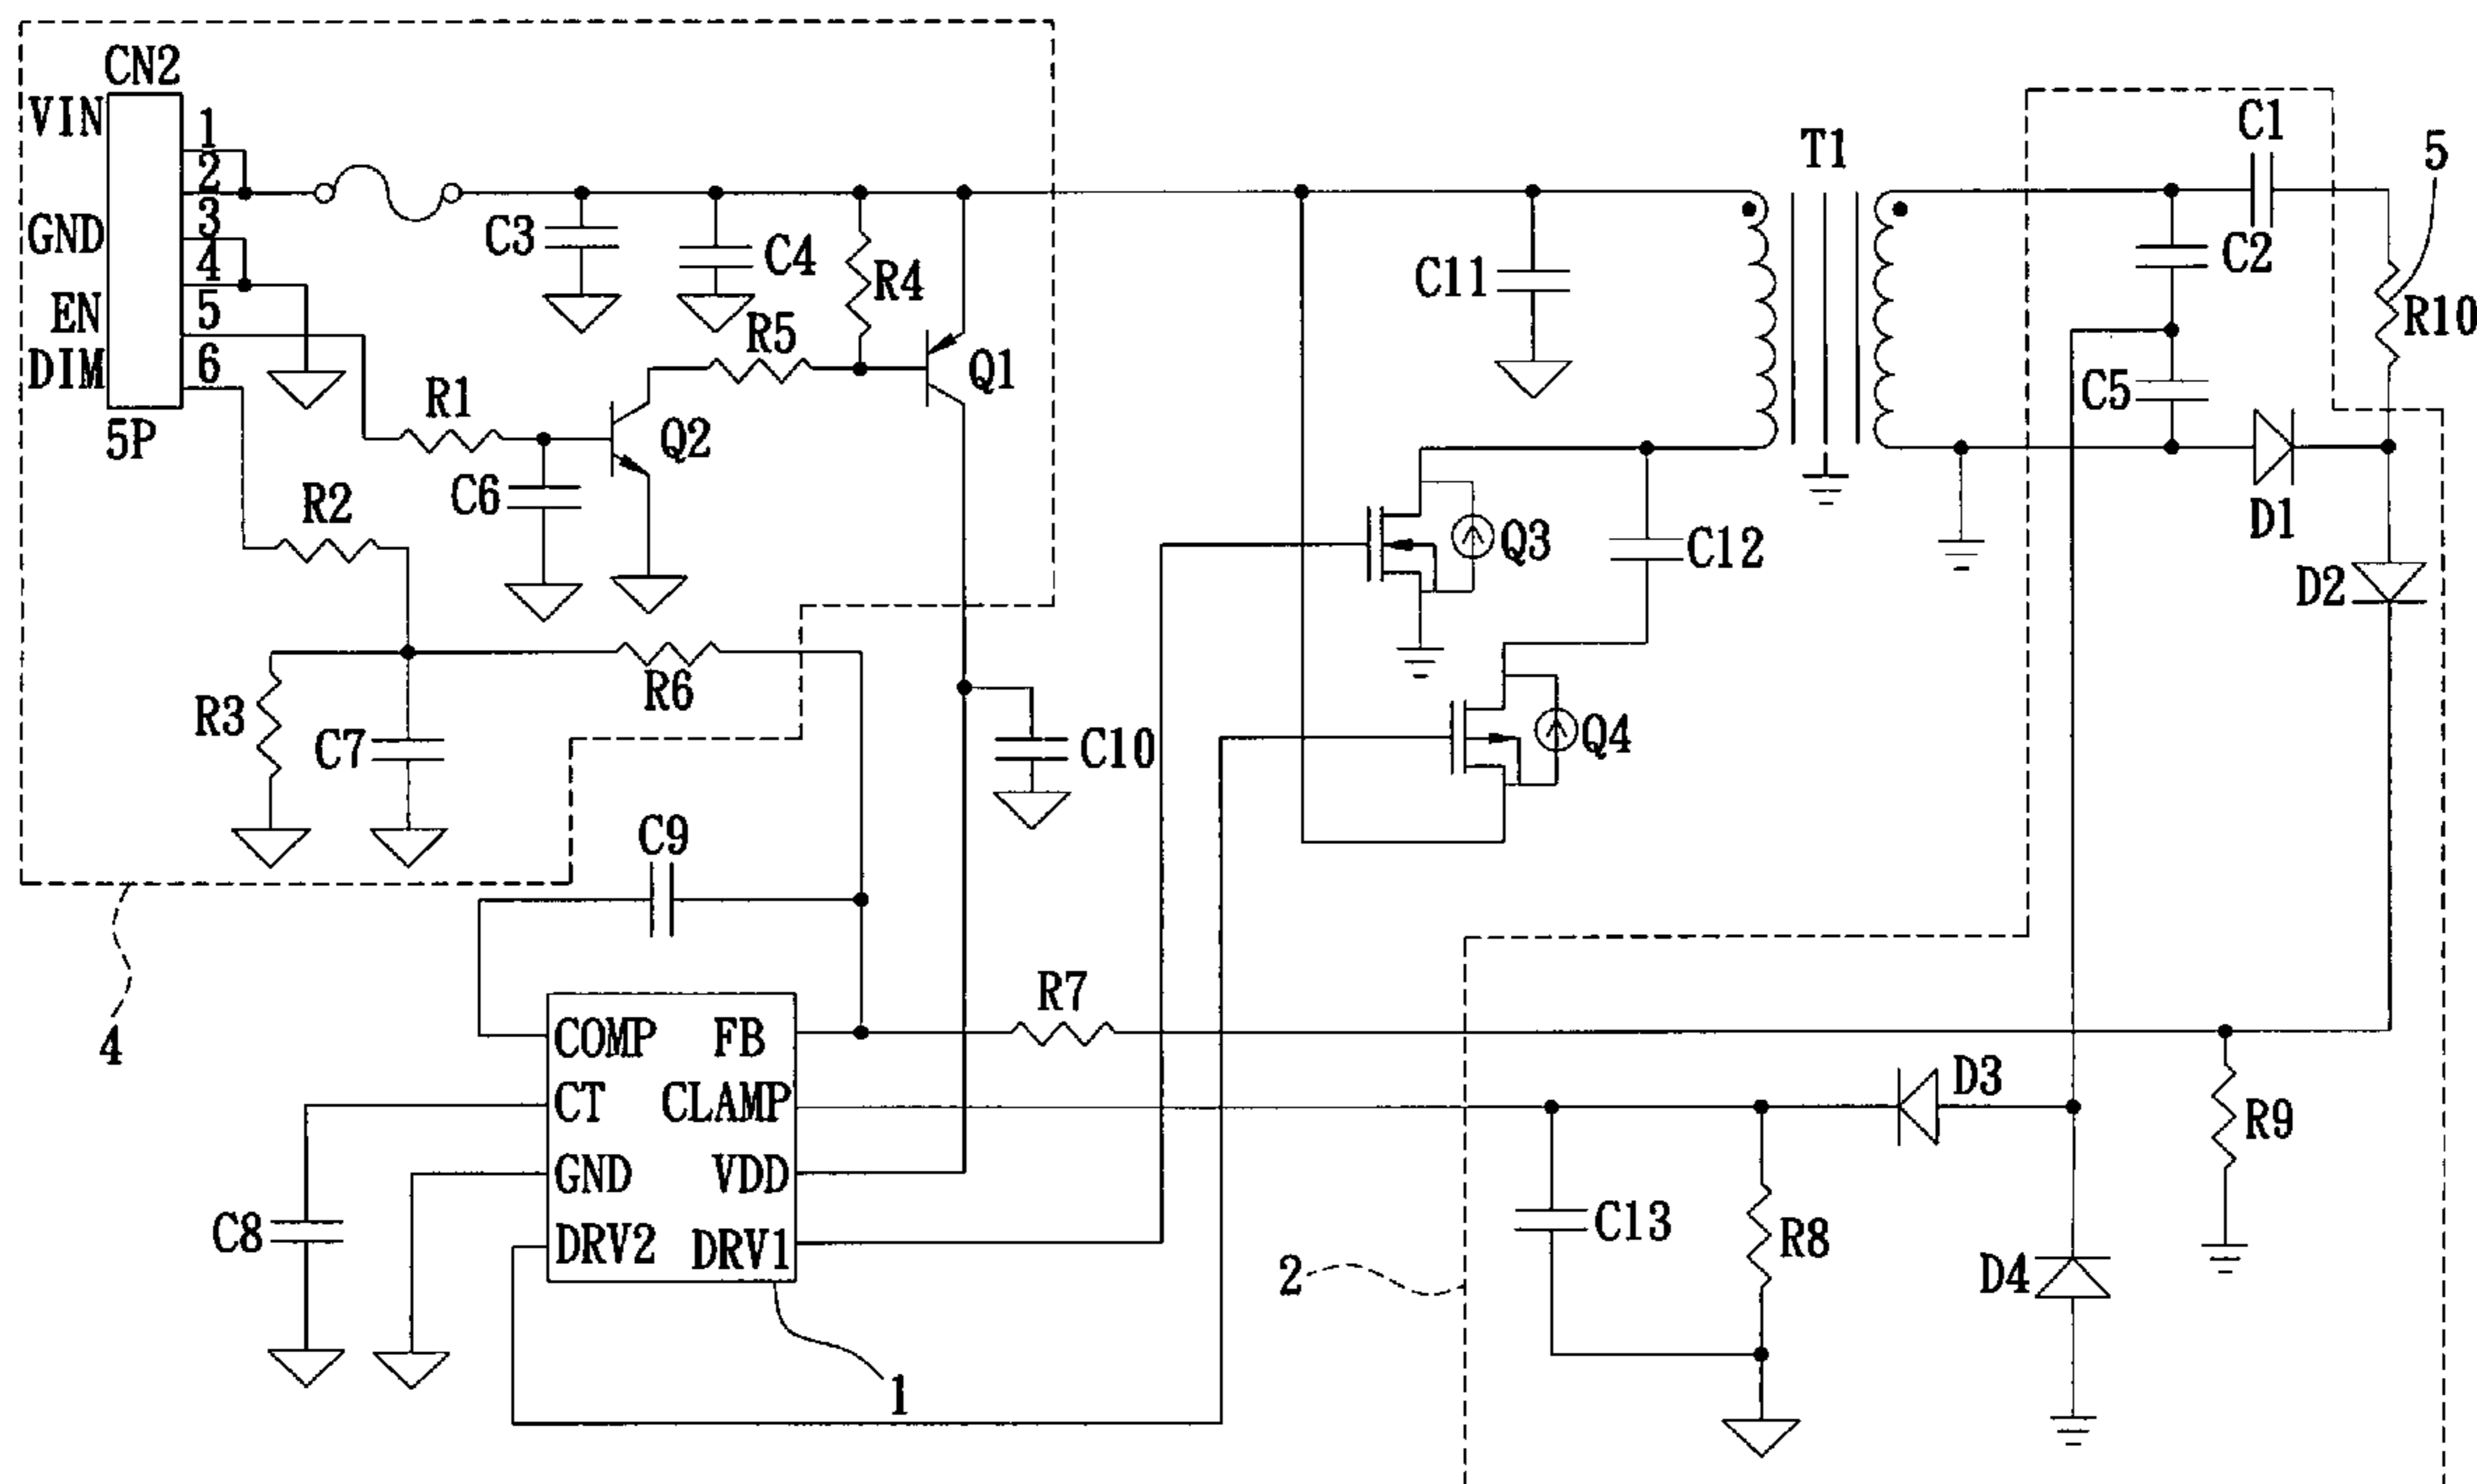 CN2
VIN
1
2
3
GND
4
EN
5
DIM
6
5P
C3
C4
R4
R5
Q1
R1
Q2
C6
R2
R3
C7
R6
C10
4
C9
COMP FB
CT CLAMP
GND VDD
DRV2 DRV1
C8
1
R7
T1
C11
Q3
C12
Q4
C1
5
C2
R10
C5
D1
D2
D3
R9
C13
R8
D4
2